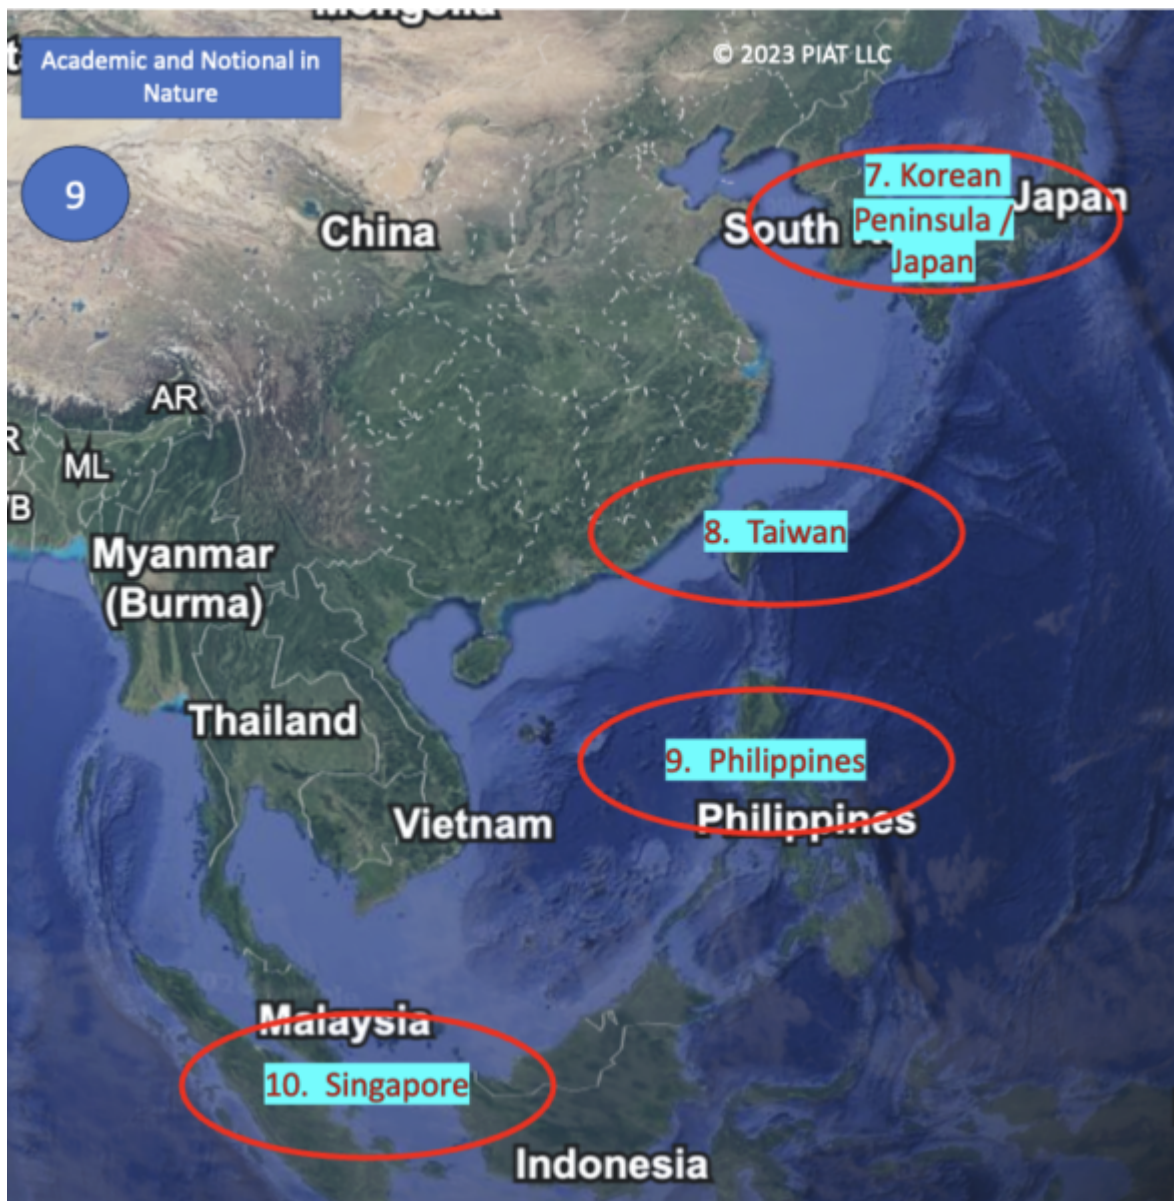 Mongolia
Academic and Notional in
Nature
© 2023 PIAT LLC
9
7. Korean
Peninsula /
Japan
South
Japan
China
AR
ML
R
8. Taiwan
Myanmar
(Burma)
9. Philippines
Thailand
Philippines
Vietnam
Malaysia
10. Singapore
Indonesia